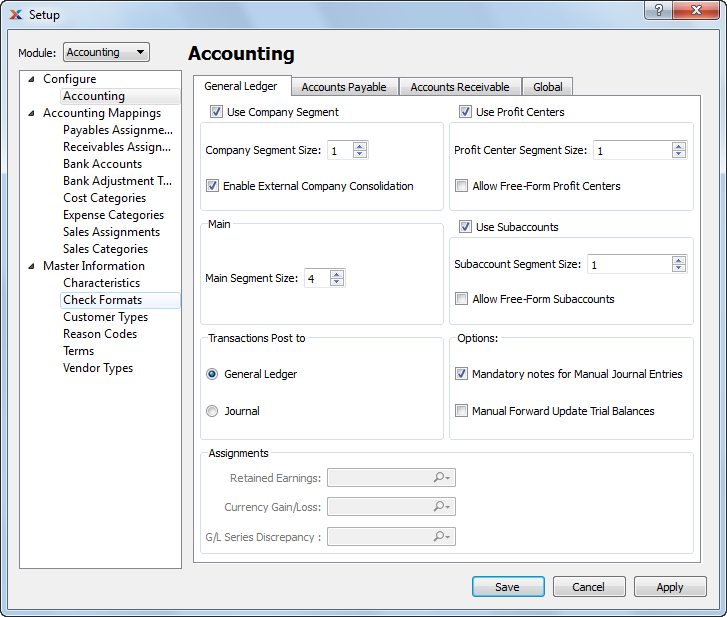 Setup
Module: Accounting
Configure
Accounting
Accounting Mappings
Payables Assignme...
Receivables Assign...
Bank Accounts
Bank Adjustment T...
Cost Categories
Expense Categories
Sales Assignments
Sales Categories
Master Information
Characteristics
Check Formats
Customer Types
Reason Codes
Terms
Vendor Types
Accounting
General Ledger Accounts Payable Accounts Receivable Global
Use Company Segment
Company Segment Size: 1
Enable External Company Consolidation
Use Profit Centers
Profit Center Segment Size: 1
Allow Free-Form Profit Centers
Main
Main Segment Size: 4
Use Subaccounts
Subaccount Segment Size: 1
Allow Free-Form Subaccounts
Transactions Post to
General Ledger
Journal
Options:
Mandatory notes for Manual Journal Entries
Manual Forward Update Trial Balances
Assignments
Retained Earnings:
Currency Gain/Loss:
G/L Series Discrepancy :
Save Cancel Apply